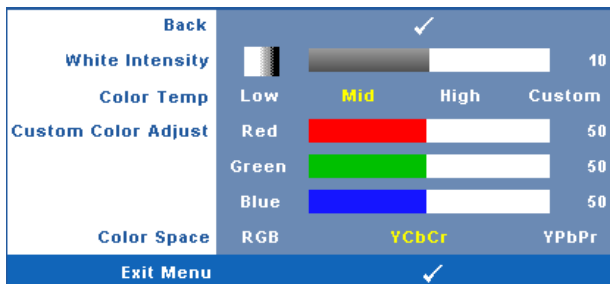 Back
White Intensity 10
Color Temp Low Mid High Custom
Custom Color Adjust Red 50
Green 50
Blue 50
Color Space RGB YCbCr YPbPr
Exit Menu